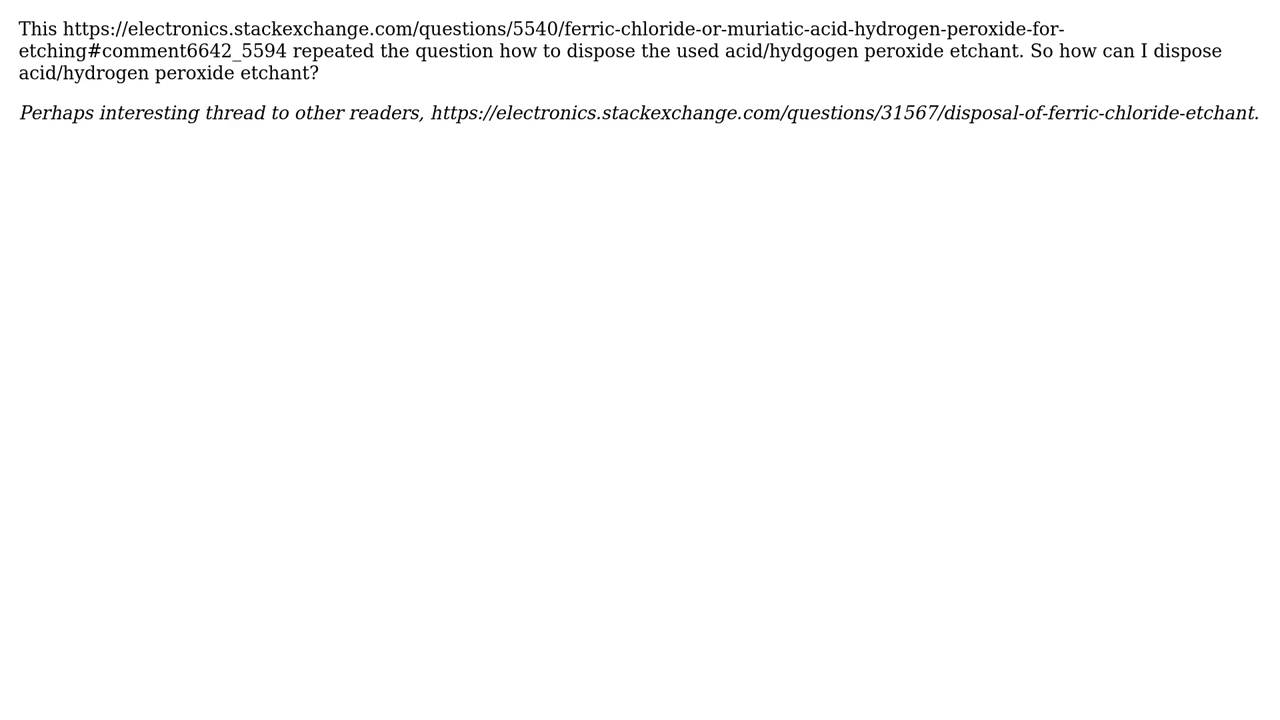 This https://electronics.stackexchange.com/questions/5540/ferric-chloride-or-muriatic-acid-hydrogen-peroxide-for-
etching#comment6642_5594 repeated the question how to dispose the used acid/hydgogen peroxide etchant. So how can I dispose
acid/hydrogen peroxide etchant?
Perhaps interesting thread to other readers, https://electronics.stackexchange.com/questions/31567/disposal-of-ferric-chloride-etchant.